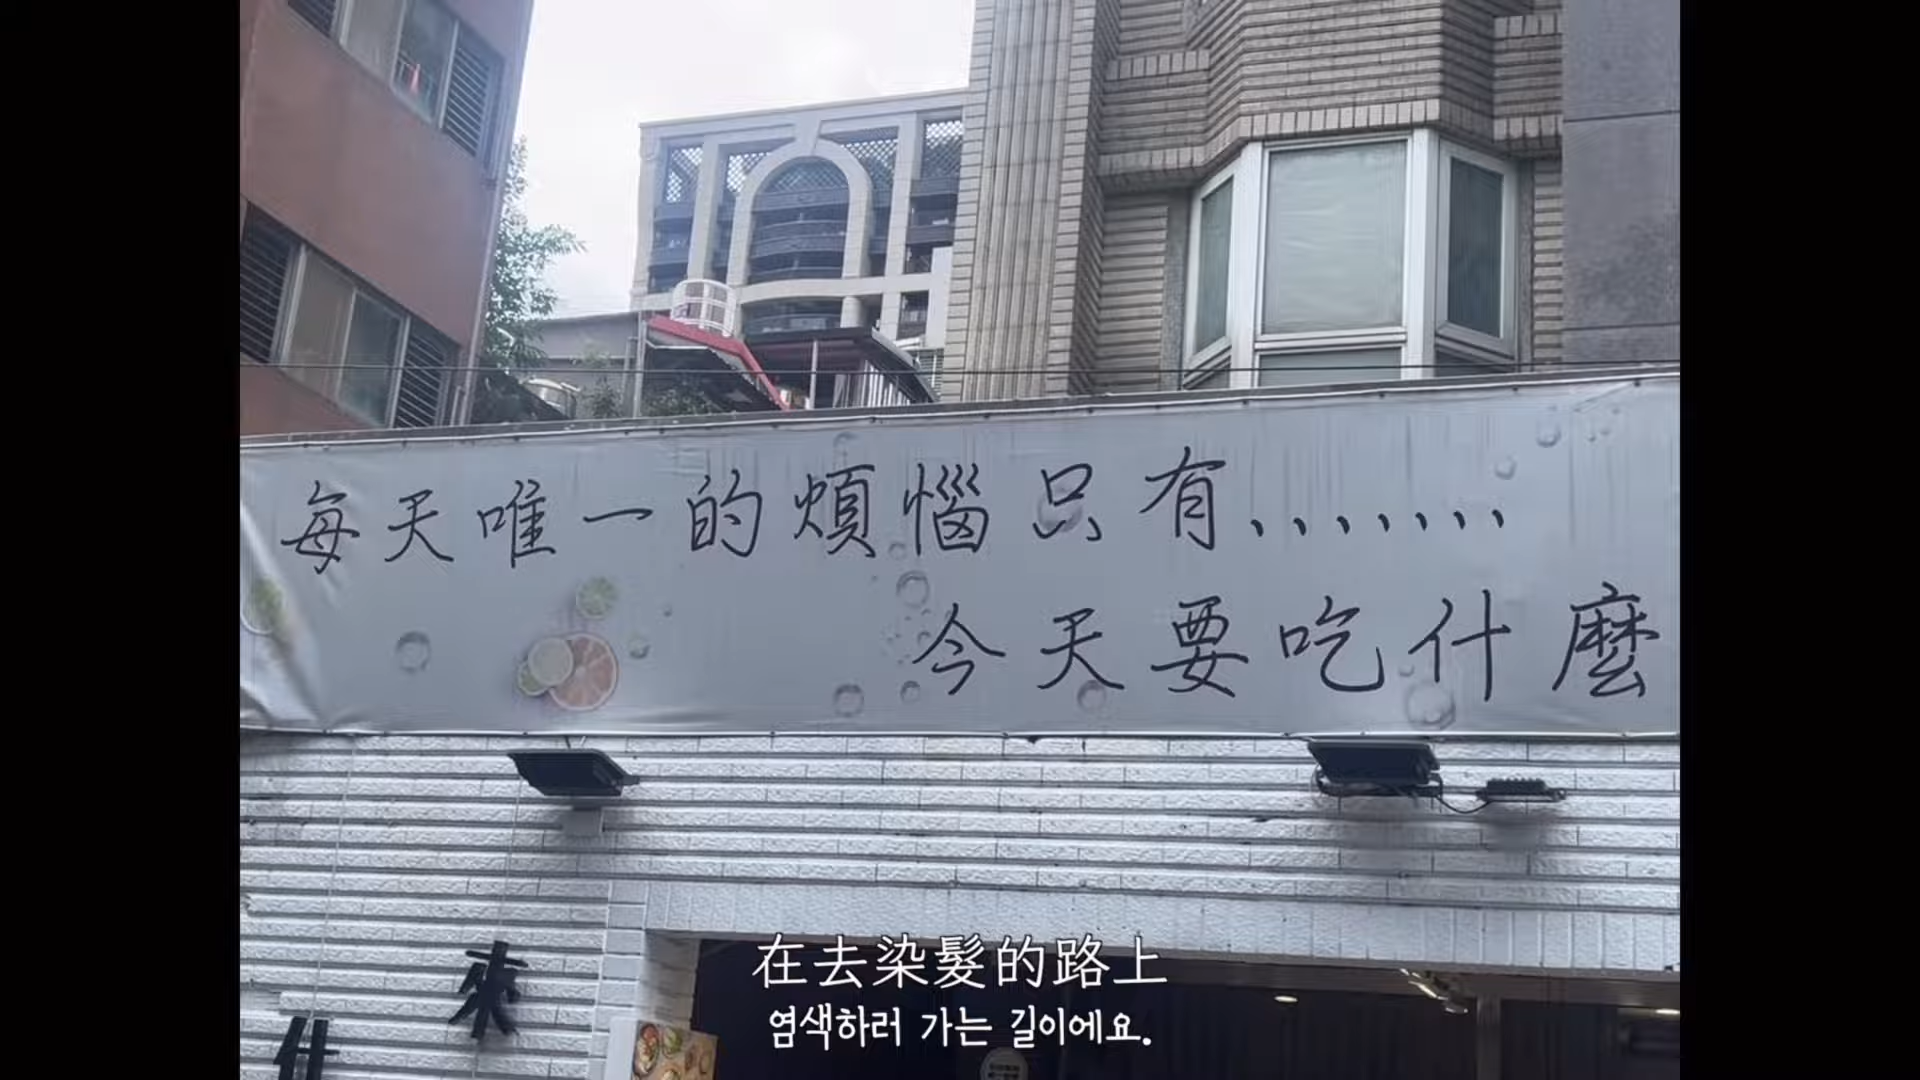 每天唯一的煩惱只有.......
今天要吃什麼
來
在去染髮的路上
염색하러 가는 길이에요.